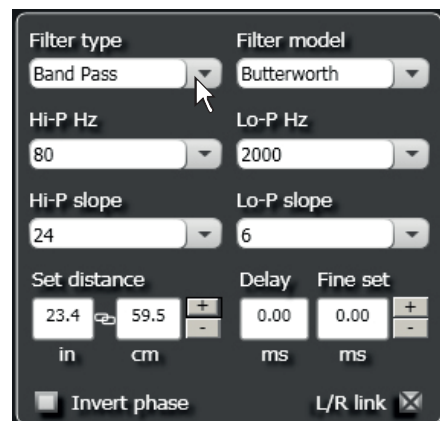 Filter type Filter model
Band Pass Butterworth
Hi-P Hz Lo-P Hz
80 2000
Hi-P slope Lo-P slope
24 6
Set distance Delay Fine set
23.4 59.5 + - 0.00 0.00 + -
in cm ms ms
Invert phase L/R link